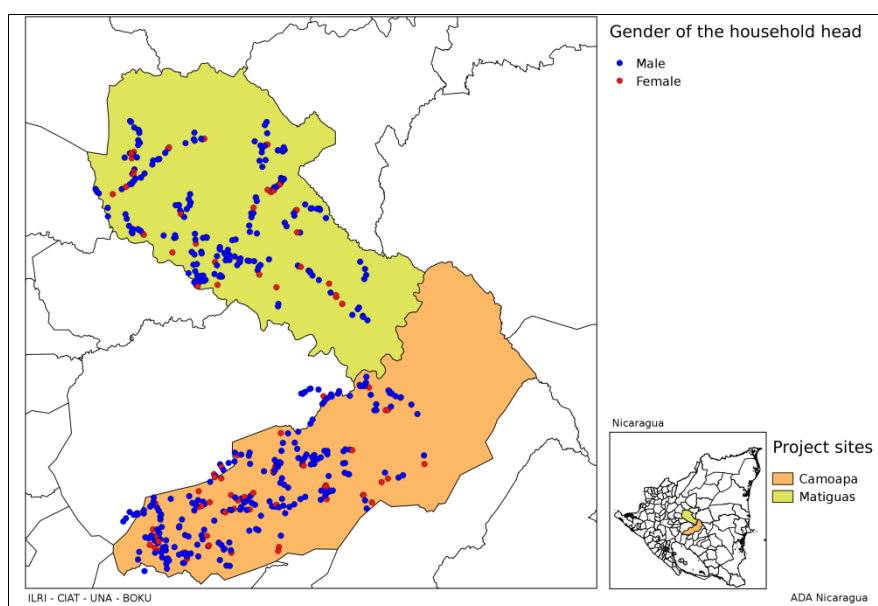 Gender of the household head
Male
Female
Nicaragua
Project sites
Camoapa
Matiguas
ILRI - CIAT - UNA - BOKU
ADA Nicaragua